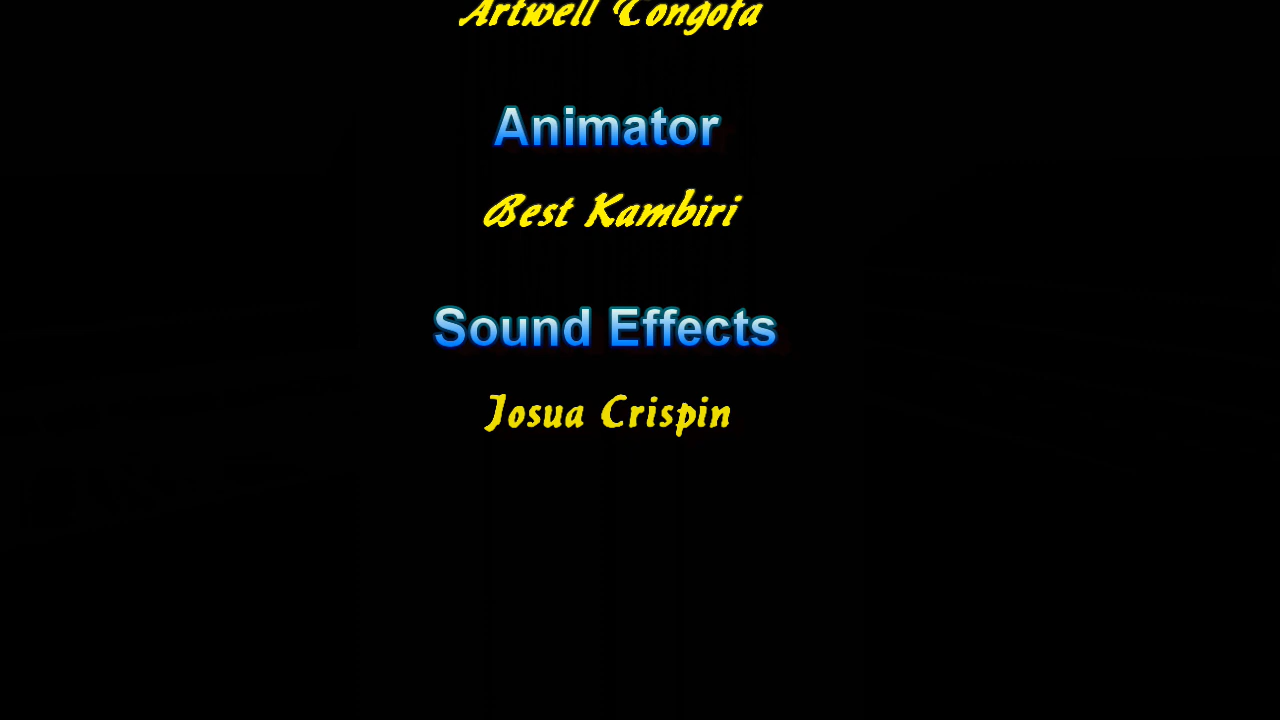 Artwell Congofa
Animator
Best Kambiri
Sound Effects
Josua Crispin